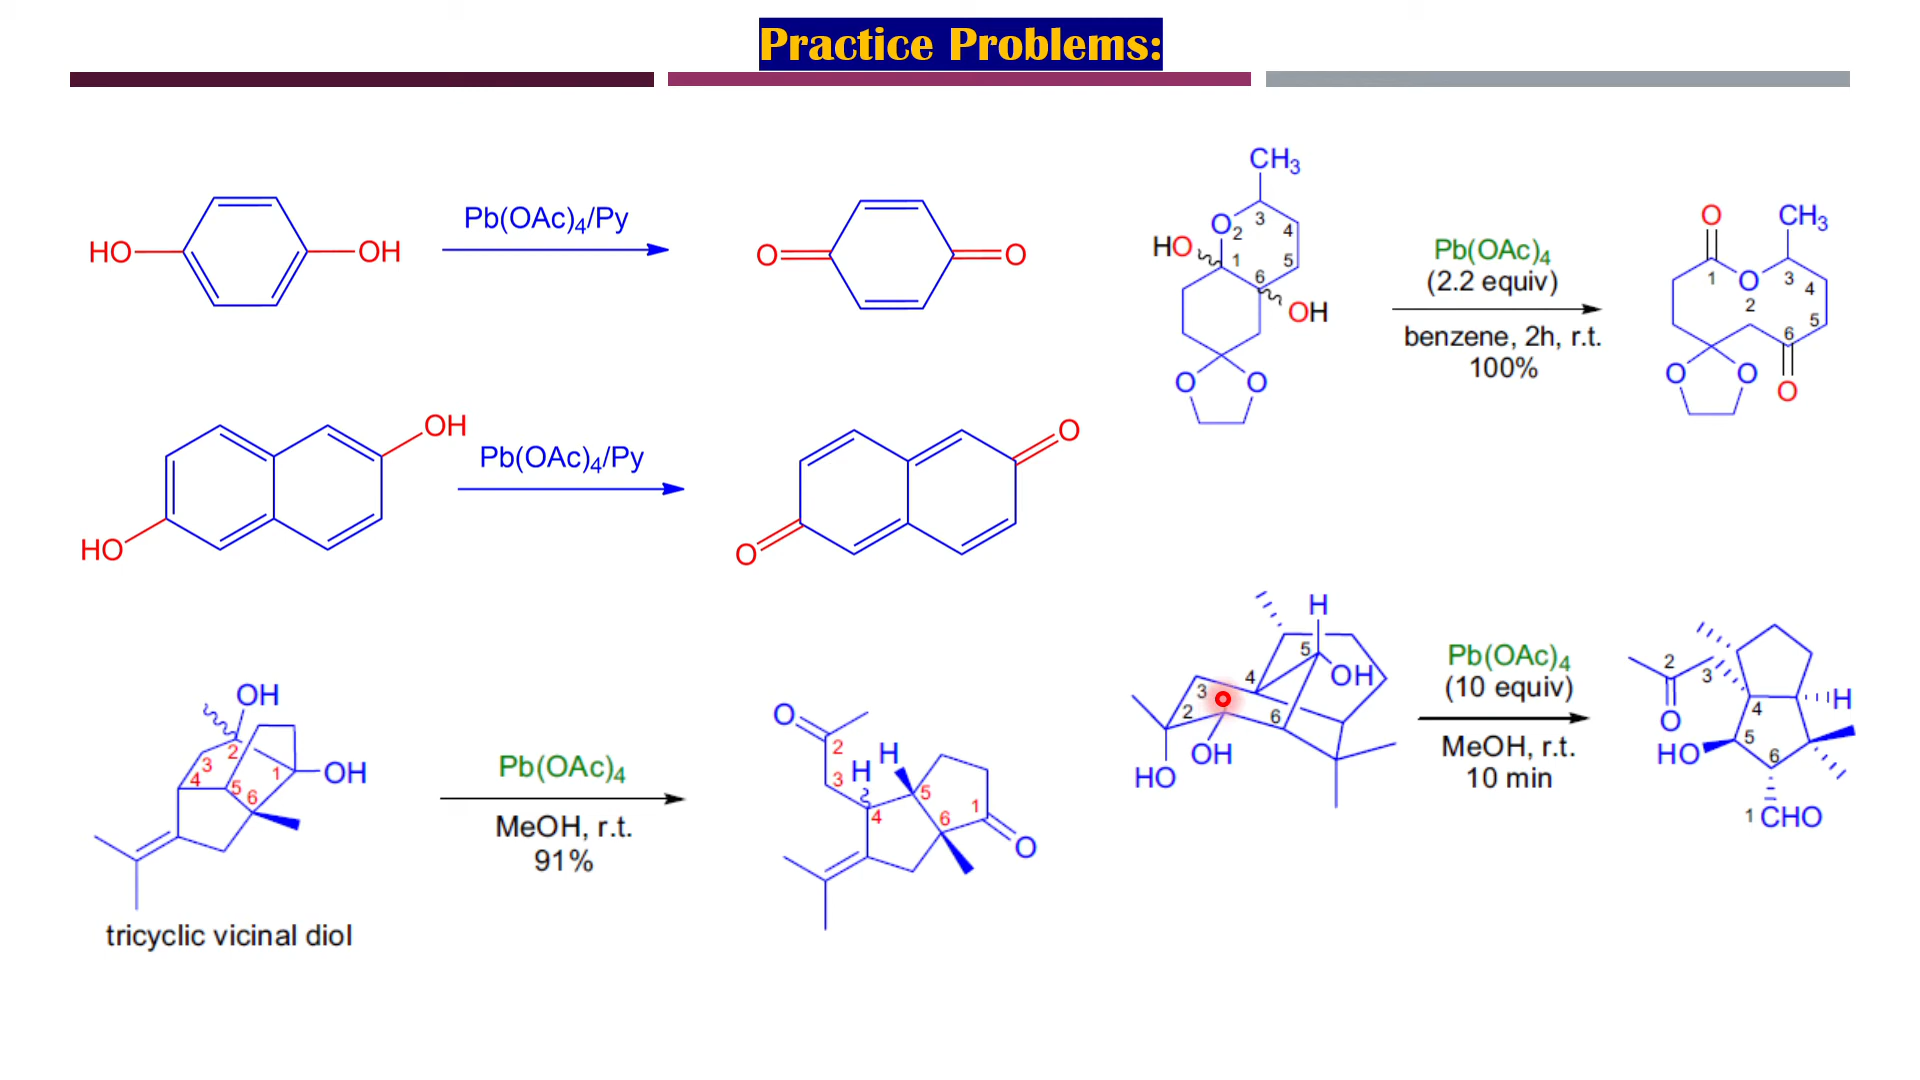 Practice Problems:
HO
OH
Pb(OAc)4/Py
O
O
CH3
O
2
3
4
5
1
6
HO
OH
O
O
Pb(OAc)4
(2.2 equiv)
benzene, 2h, r.t.
100%
O
CH3
1
O
2
3
4
5
6
O
O
O
OH
HO
Pb(OAc)4/Py
O
O
OH
2
3
4
5
6
1
OH
tricyclic vicinal diol
Pb(OAc)4
MeOH, r.t.
91%
O
2
3
H
H
4
5
6
1
O
H
5
OH
4
3
2
6
OH
HO
Pb(OAc)4
(10 equiv)
MeOH, r.t.
10 min
2
3
O
4
H
HO
5
6
1
CHO